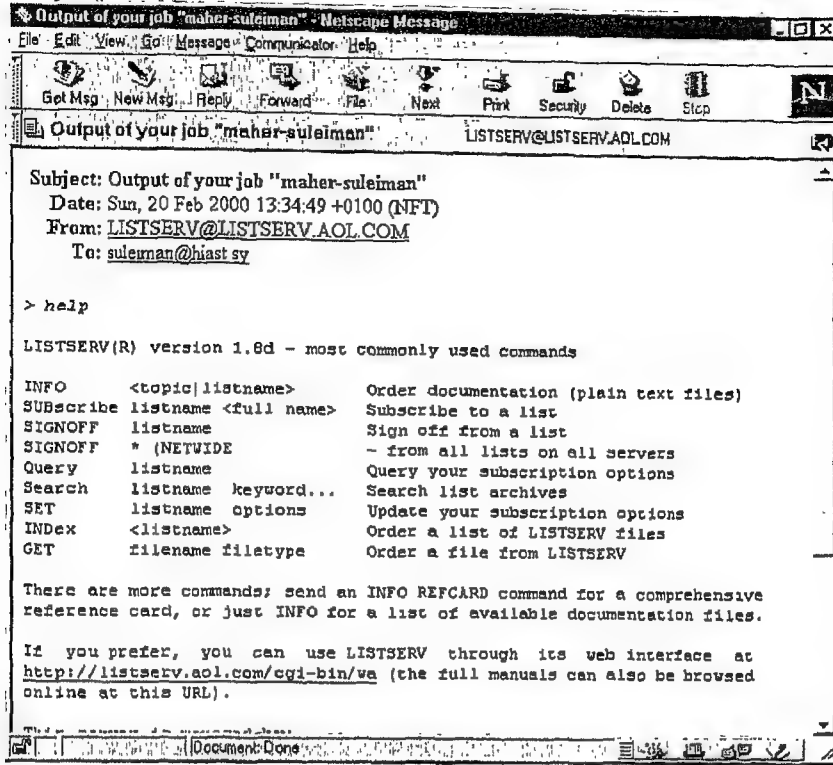 Output of your job "maher-suleiman" - Netscape Message
File Edit View Go Message Communicator Help
Get Msg New Msg Reply Forward File Next Print Security Delete Stop
N
Output of your job "maher-suleiman" LISTSERV@LISTSERV.AOL.COM
Subject: Output of your job "maher-suleiman"
Date: Sun, 20 Feb 2000 13:34:49 +0100 (NFT)
From: LISTSERV@LISTSERV.AOL.COM
To: suleiman@hiast sy
> help
LISTSERV(R) version 1.8d - most commonly used commands
INFO <topic|listname> Order documentation (plain text files)
SUBscribe listname <full name> Subscribe to a list
SIGNOFF listname Sign off from a list
SIGNOFF * (NETWIDE - from all lists on all servers
Query listname Query your subscription options
Search listname keyword... Search list archives
SET listname options Update your subscription options
INDex <listname> Order a list of LISTSERV files
GET filename filetype Order a file from LISTSERV
There are more commands; send an INFO REFCARD command for a comprehensive
reference card, or just INFO for a list of available documentation files.
If you prefer, you can use LISTSERV through its web interface at
http://listserv.aol.com/cgi-bin/wa (the full manuals can also be browsed
online at this URL).
Document: Done